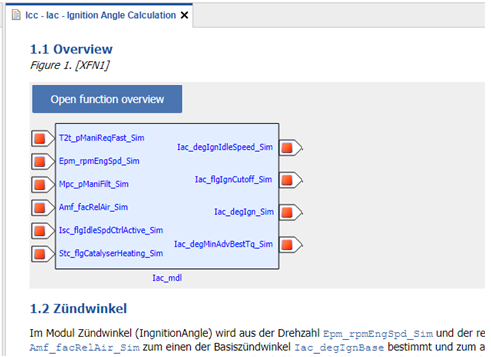 Icc - Iac - Ignition Angle Calculation
1.1 Overview
Figure 1. [XFN1]
Open function overview
T2t_pManiReqFast_Sim
Epm_rpmEngSpd_Sim
Mpc_pManiFilt_Sim
Amf_facRelAir_Sim
Isc_flgIdleSpdCtrlActive_Sim
Stc_flgCatalyserHeating_Sim
Iac_degIgnIdleSpeed_Sim
Iac_flgIgnCutoff_Sim
Iac_degIgn_Sim
Iac_degMinAdvBestTq_Sim
Iac_mdl
1.2 Zündwinkel
Im Modul Zündwinkel (IngnitionAngle) wird aus der Drehzahl Epm_rpmEngSpd_Sim und der re
Amf_facRelAir_Sim zum einen der Basiszündwinkel Iac_degIgnBase bestimmt und zum a